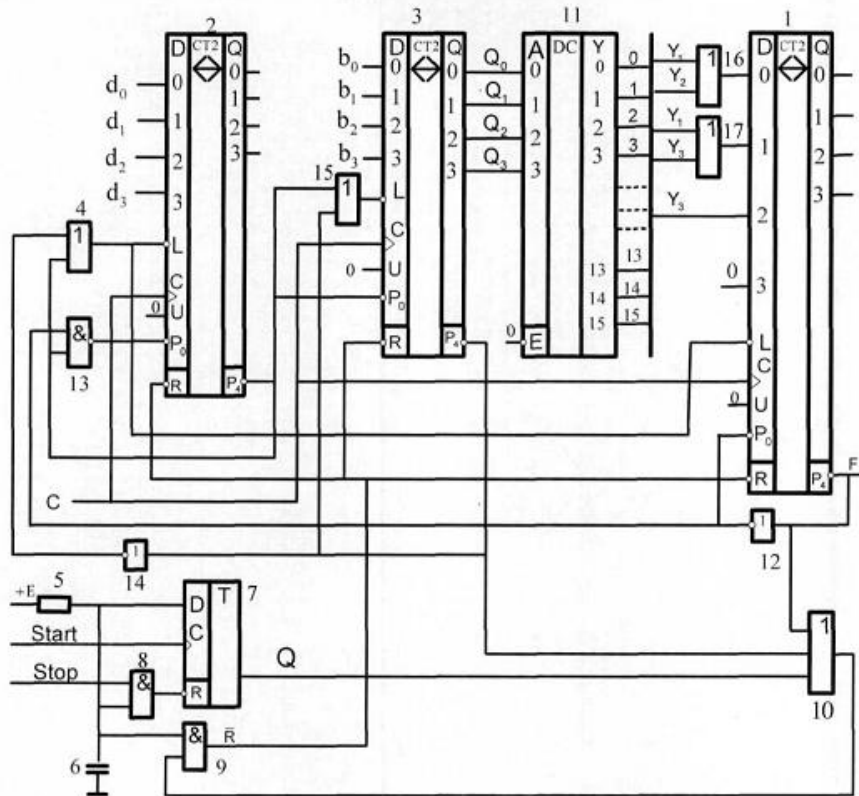 2
D CT2 Q
d0 0 0
d1 1 1
d2 2 2
d3 3 3
L
C
0 U
P0
R P4
4
1
&
13
3
D CT2 Q
b0 0 0 Q0
b1 1 1 Q1
b2 2 2 Q2
b3 3 3 Q3
15
1
L
C
0 U
P0
R P4
11
A DC Y
0 0 0
1 1 1
2 2 2
3 3 3
13 13
14 14
15 15
0 E
Y1 1 16
Y2
Y1 1 17
Y3
Y3
1
D CT2 Q
0 0
1 1
2 2
0 3 3
L
C
0 U
P0
R P4 F
C
1
14
1
12
+E 5
D T 7
Start C
Stop 8
& R
Q
& R̄
6 9
1
10